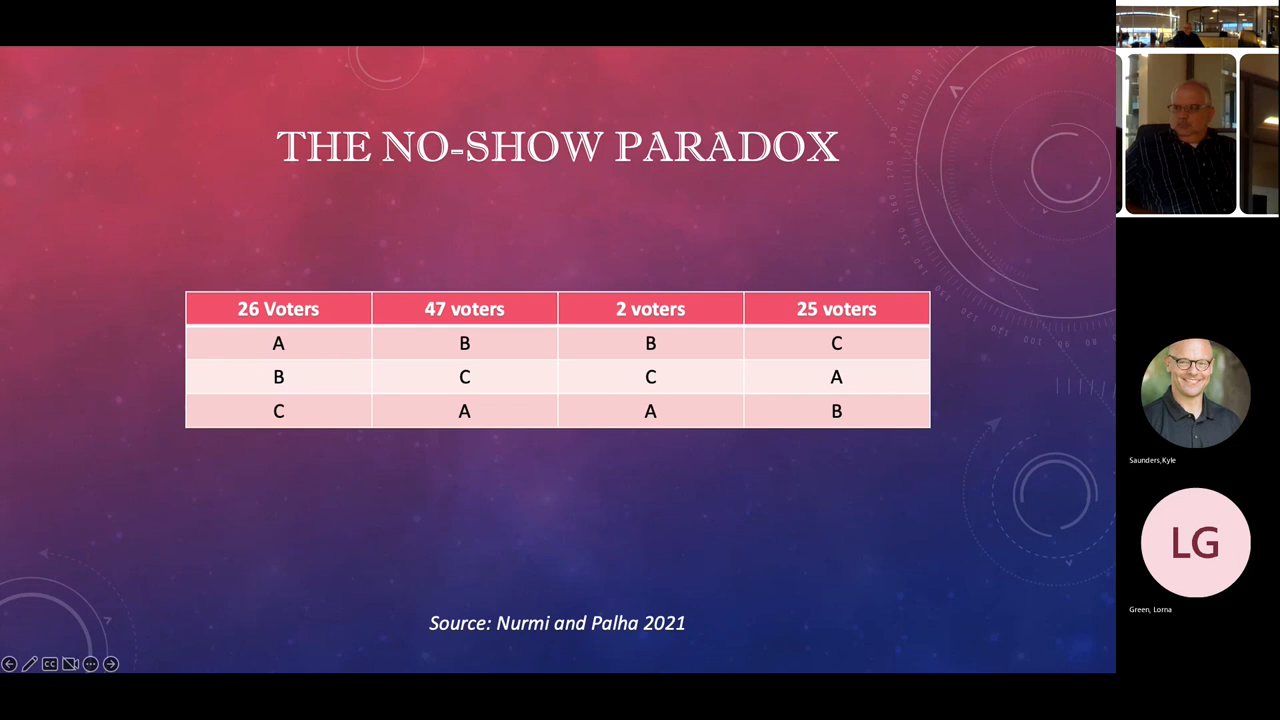 THE NO-SHOW PARADOX
26 Voters 47 voters 2 voters 25 voters
A B B C
B C C A
C A A B
Source: Nurmi and Palha 2021
Saunders,Kyle
LG
Green, Lorna
CC